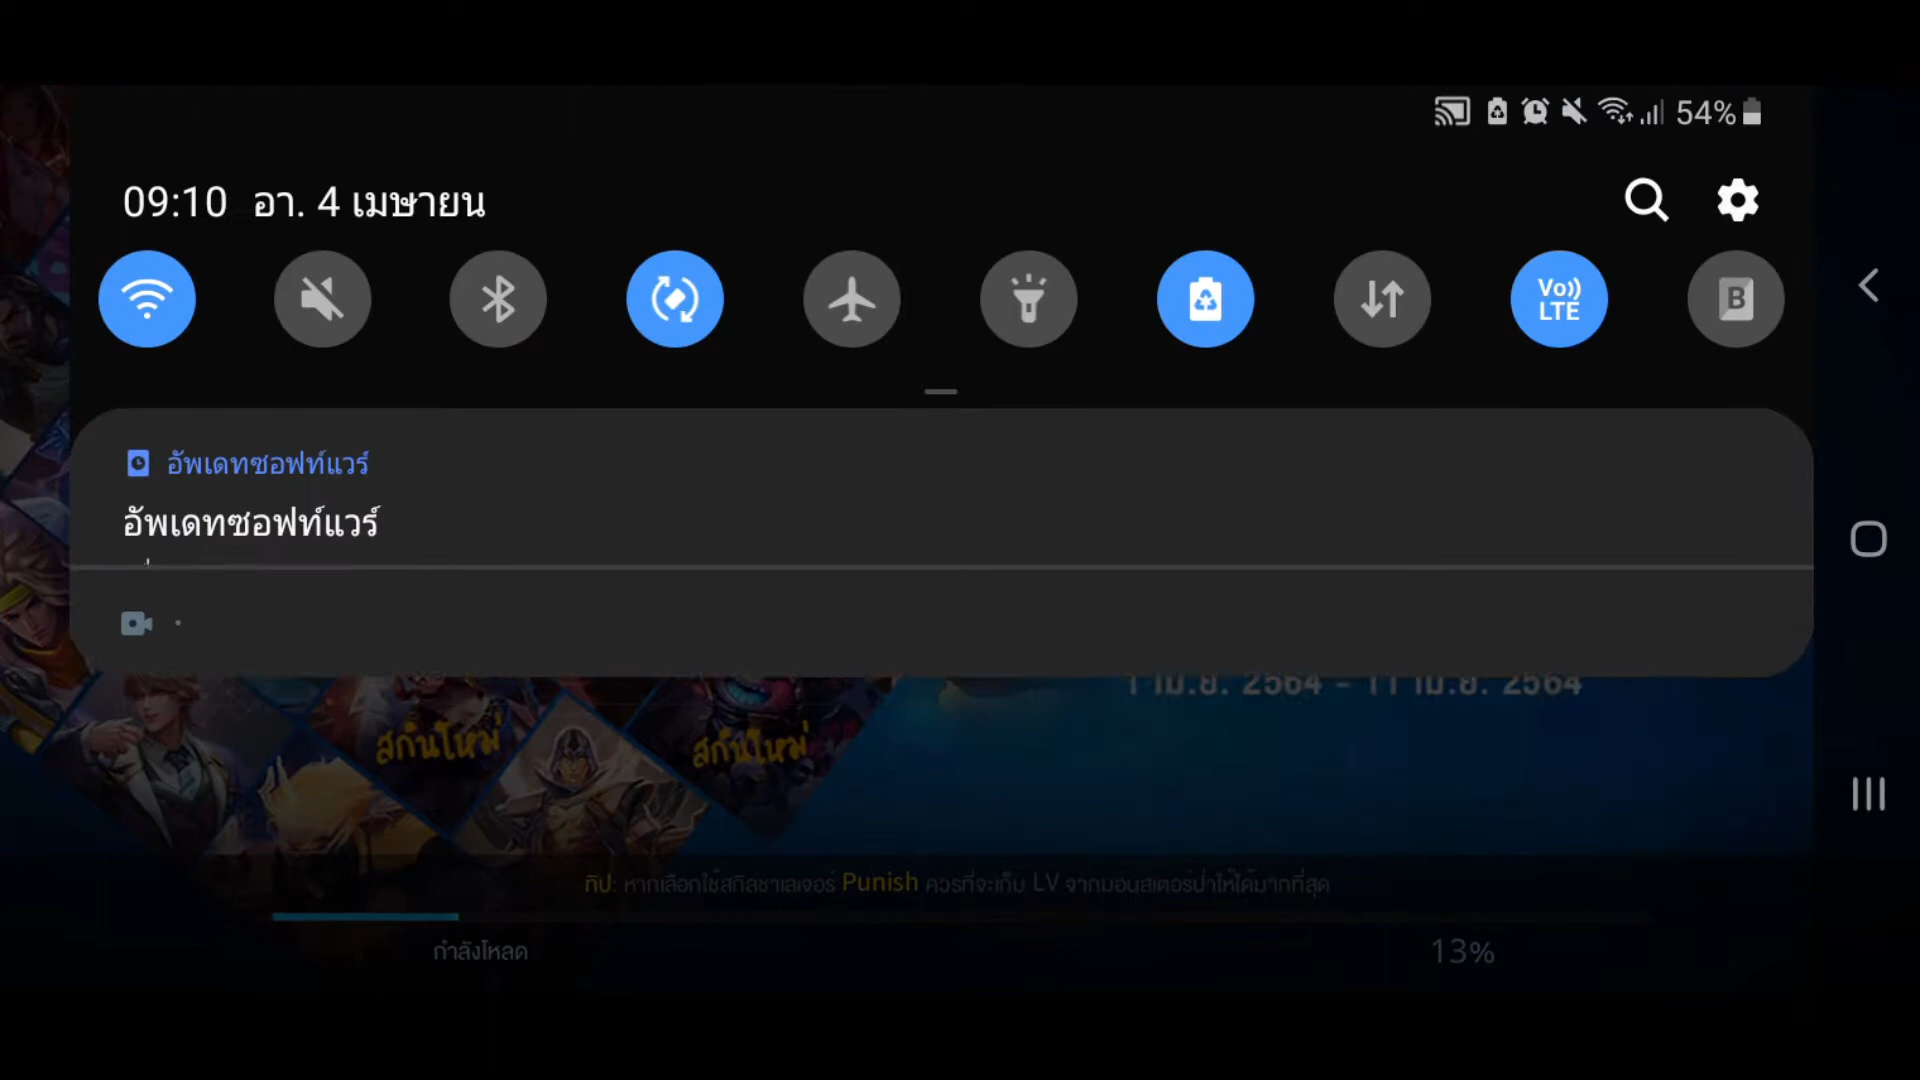 54%
09:10 อา. 4 เมษายน
Vo))
LTE
B
อัพเดทซอฟท์แวร์
อัพเดทซอฟท์แวร์
1 เม.ย. 2564 - 11 เม.ย. 2564
สกินใหม่
สกินใหม่
ทิป: หากเลือกใช้สกิลชาเลเจอร์ Punish ควรที่จะเก็บ LV จากมอนสเตอร์ป่าให้ได้มากที่สุด
กำลังโหลด
13%